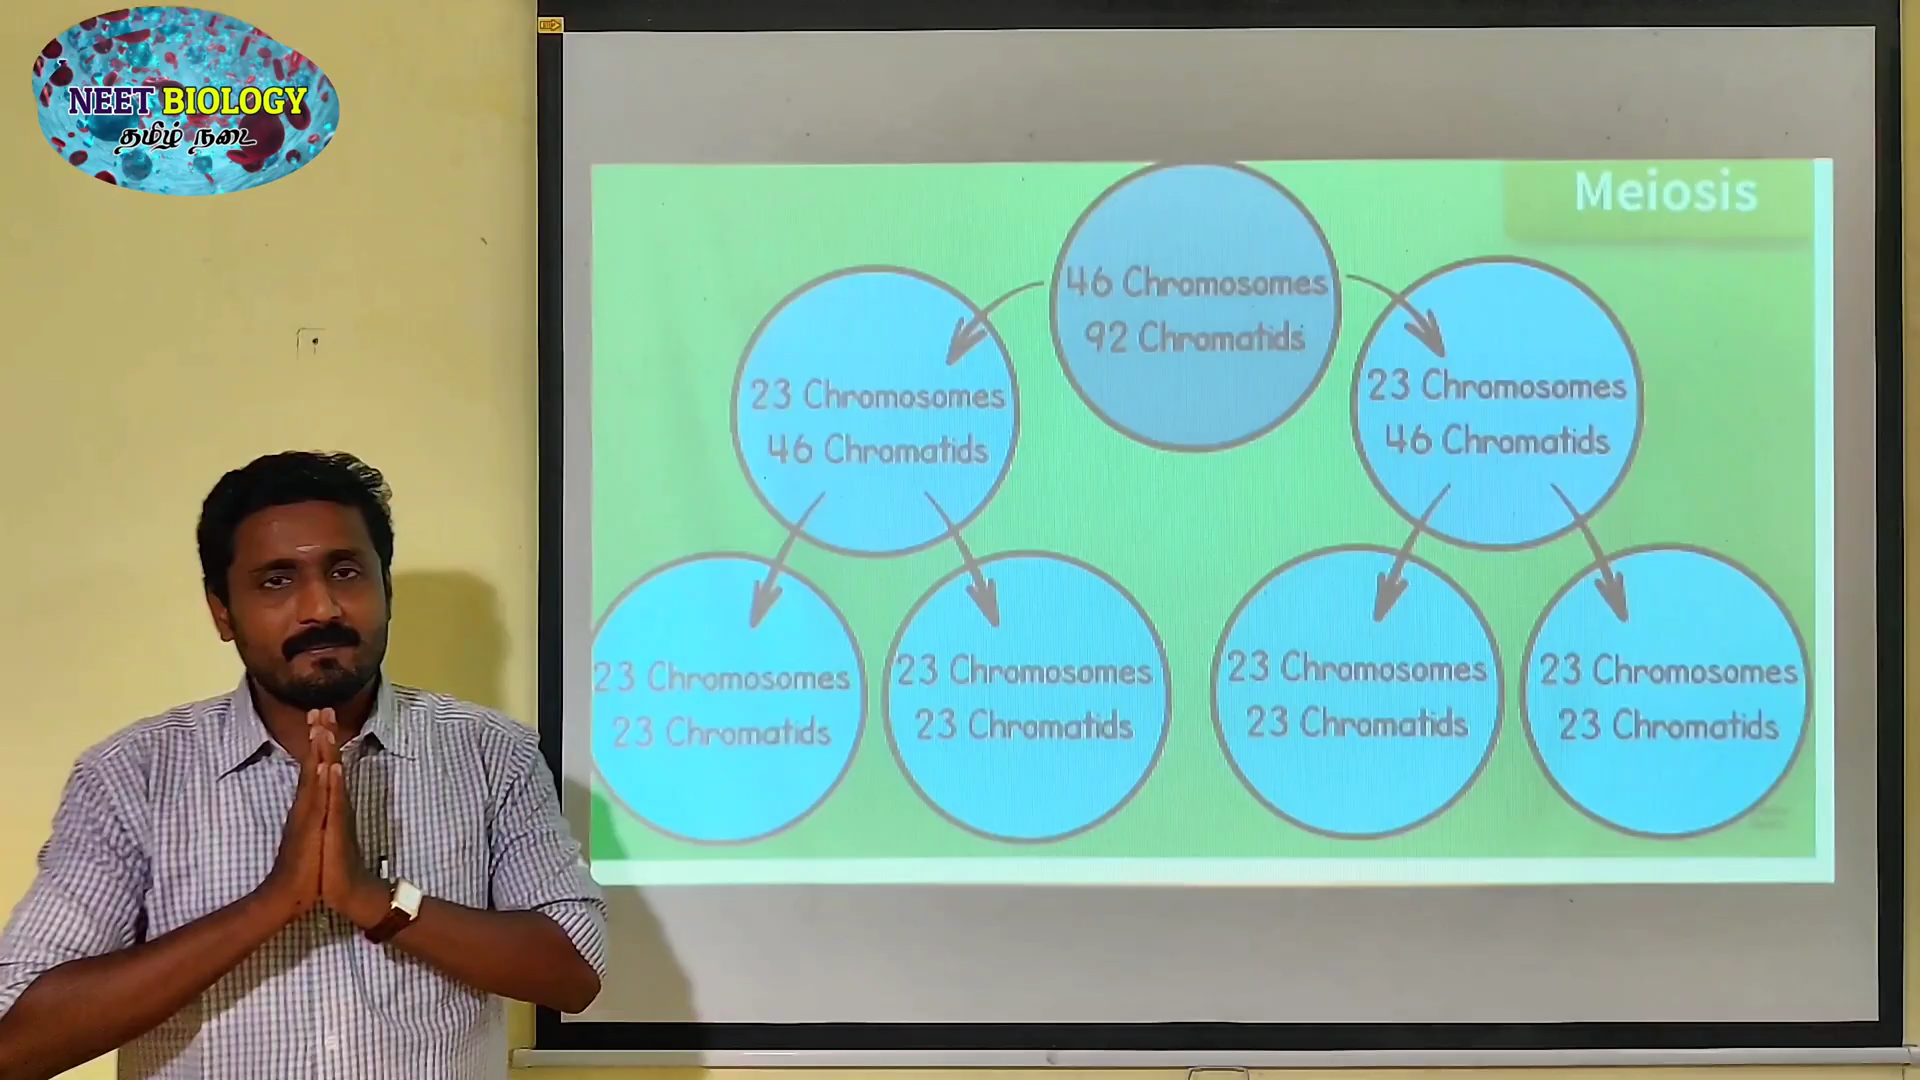 NEET BIOLOGY
தமிழ் நடை
Meiosis
46 Chromosomes
92 Chromatids
23 Chromosomes
46 Chromatids
23 Chromosomes
46 Chromatids
23 Chromosomes
23 Chromatids
23 Chromosomes
23 Chromatids
23 Chromosomes
23 Chromatids
23 Chromosomes
23 Chromatids